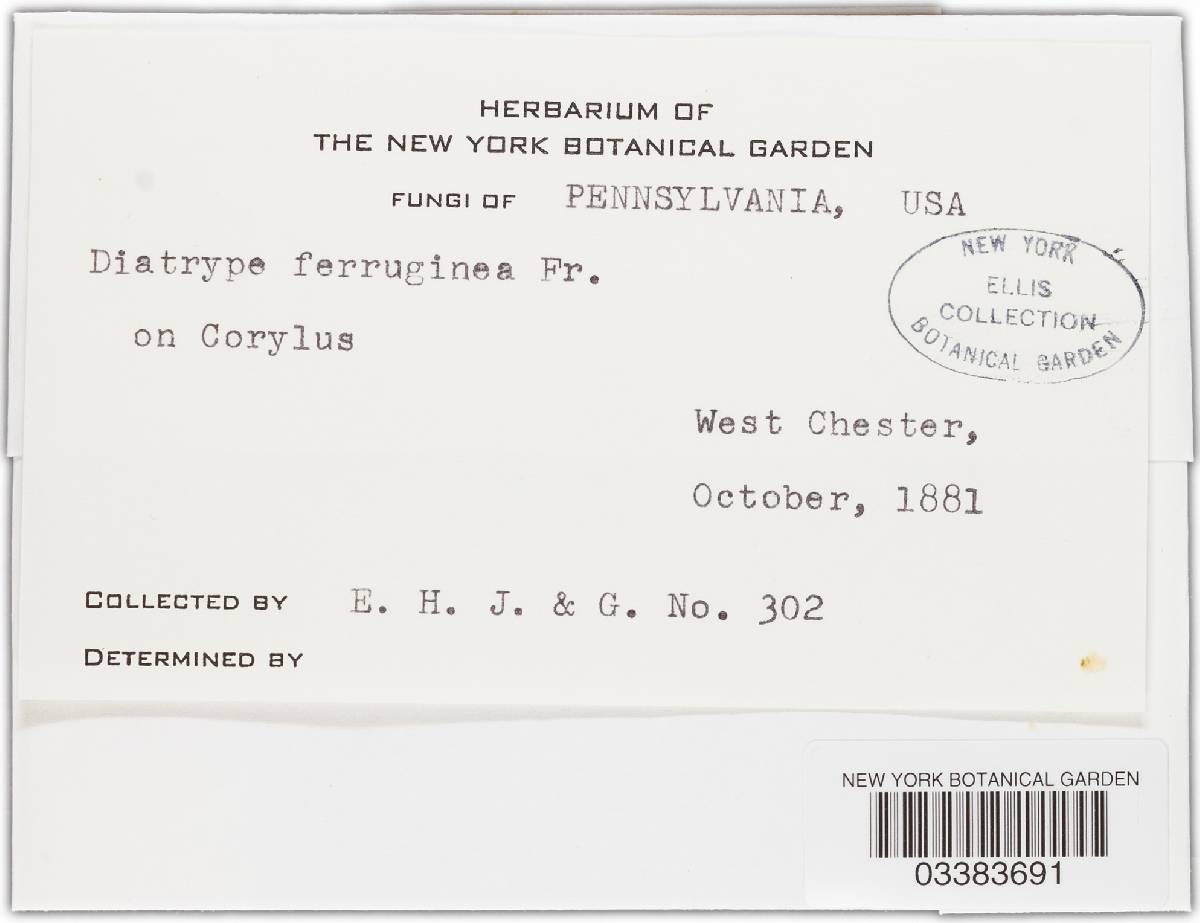 HERBARIUM OF
THE NEW YORK BOTANICAL GARDEN
FUNGI OF PENNSYLVANIA, USA
Diatrype ferruginea Fr.
on Corylus
NEW YORK
ELLIS
COLLECTION
BOTANICAL GARDEN
West Chester,
October, 1881
COLLECTED BY E. H. J. & G. No. 302
DETERMINED BY
NEW YORK BOTANICAL GARDEN
03383691